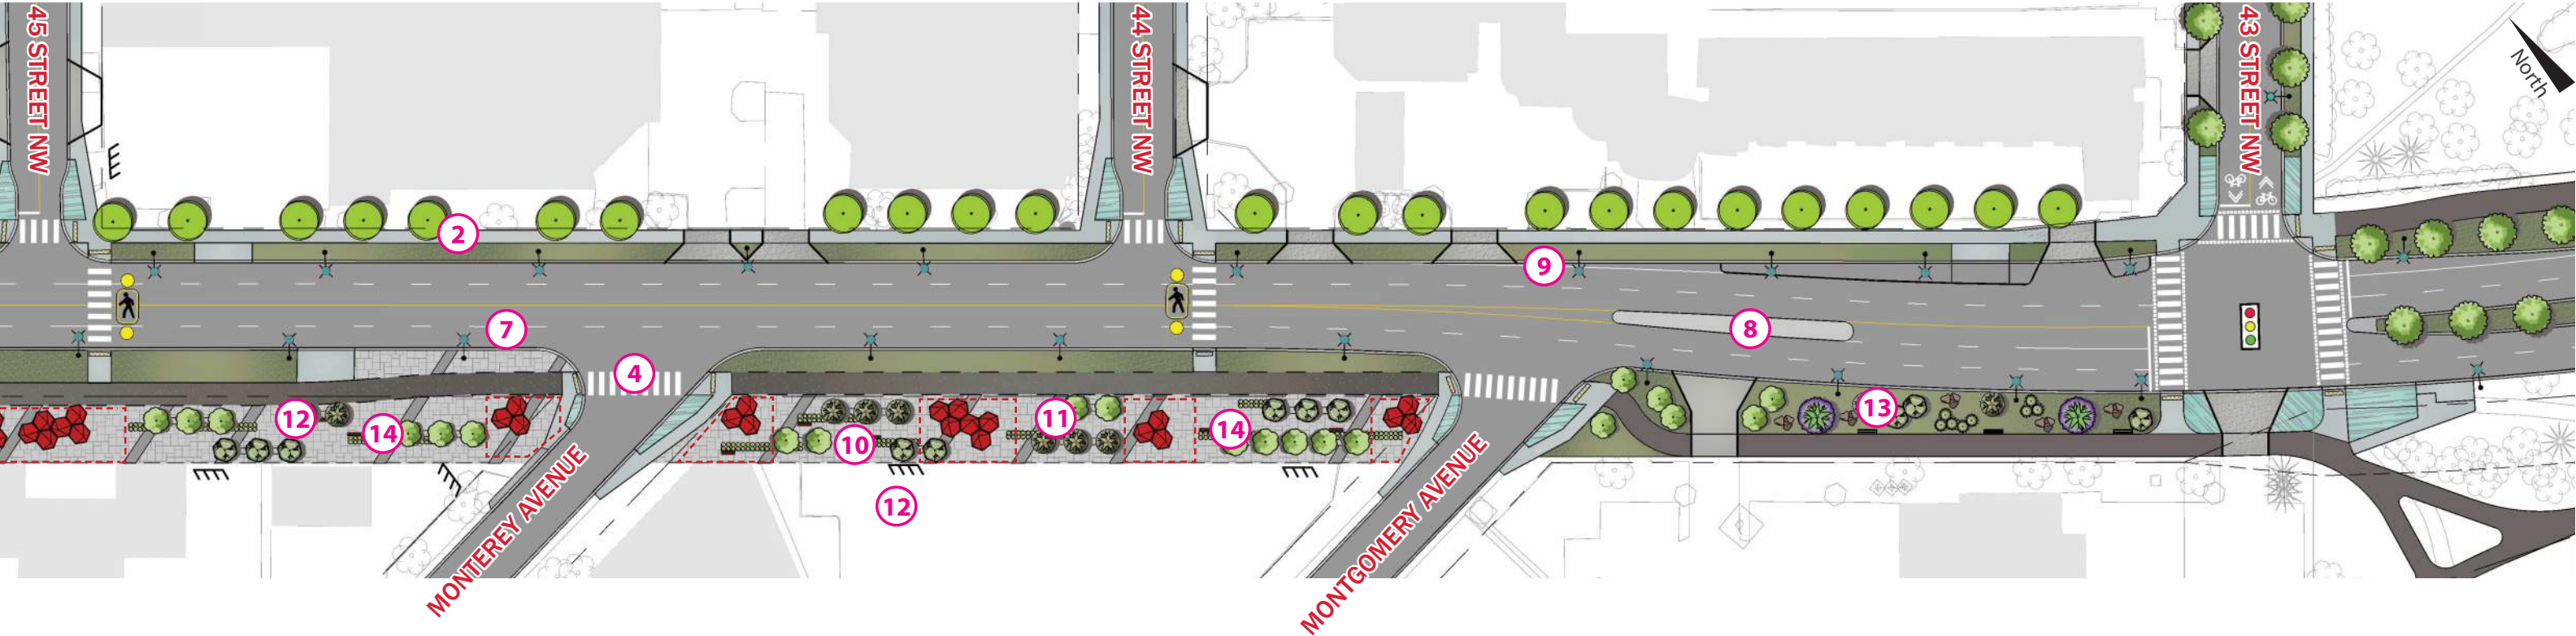 45 STREET NW
44 STREET NW
43 STREET NW
North
2
9
7
8
4
12
14
10
11
14
13
12
MONTEREY AVENUE
MONTGOMERY AVENUE